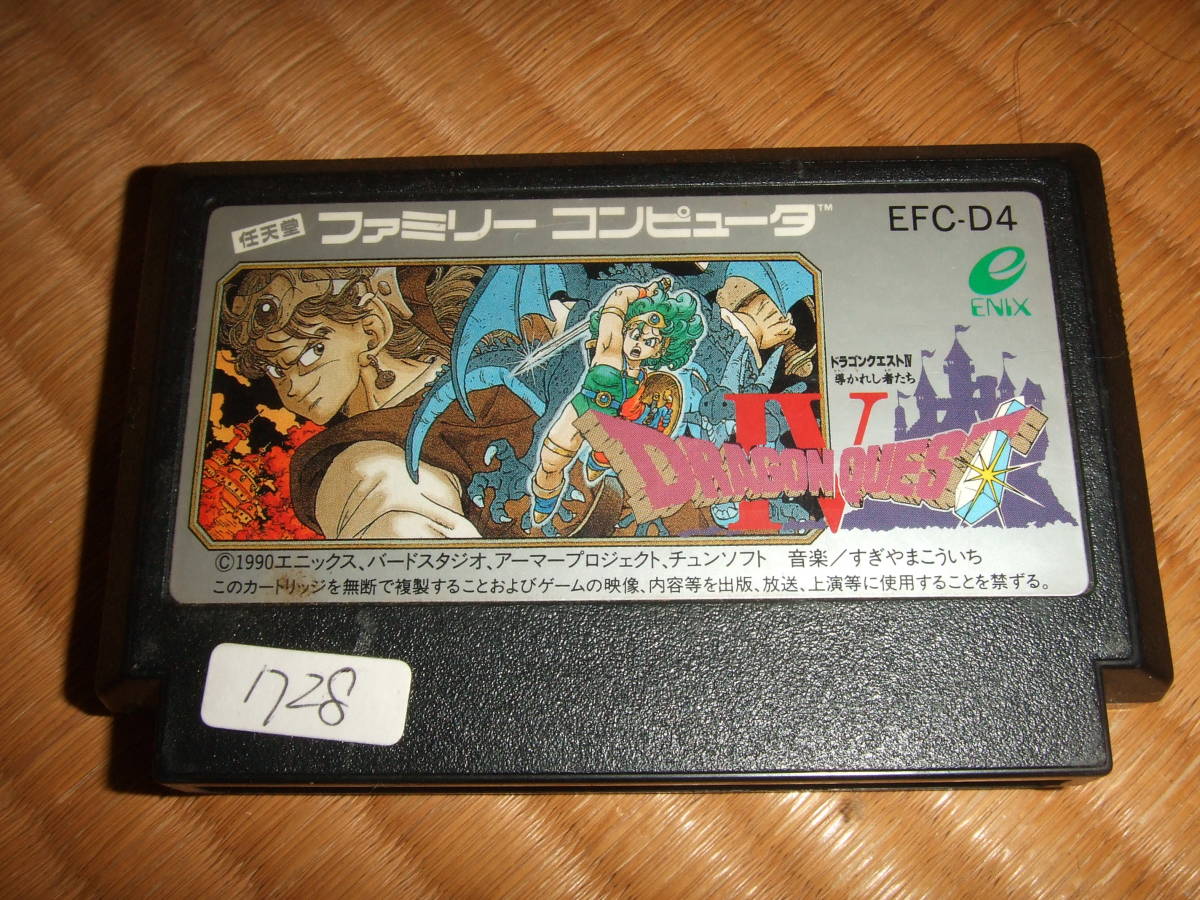 任天堂 ファミリー コンピュータ™
EFC-D4
e
ENIX
ドラゴンクエストIV
導かれし者たち
IV
DRAGON QUEST
©1990エニックス、バードスタジオ、アーマープロジェクト、チュンソフト 音楽/すぎやまこういち
このカートリッジを無断で複製することおよびゲームの映像、内容等を出版、放送、上演等に使用することを禁ずる。
1728